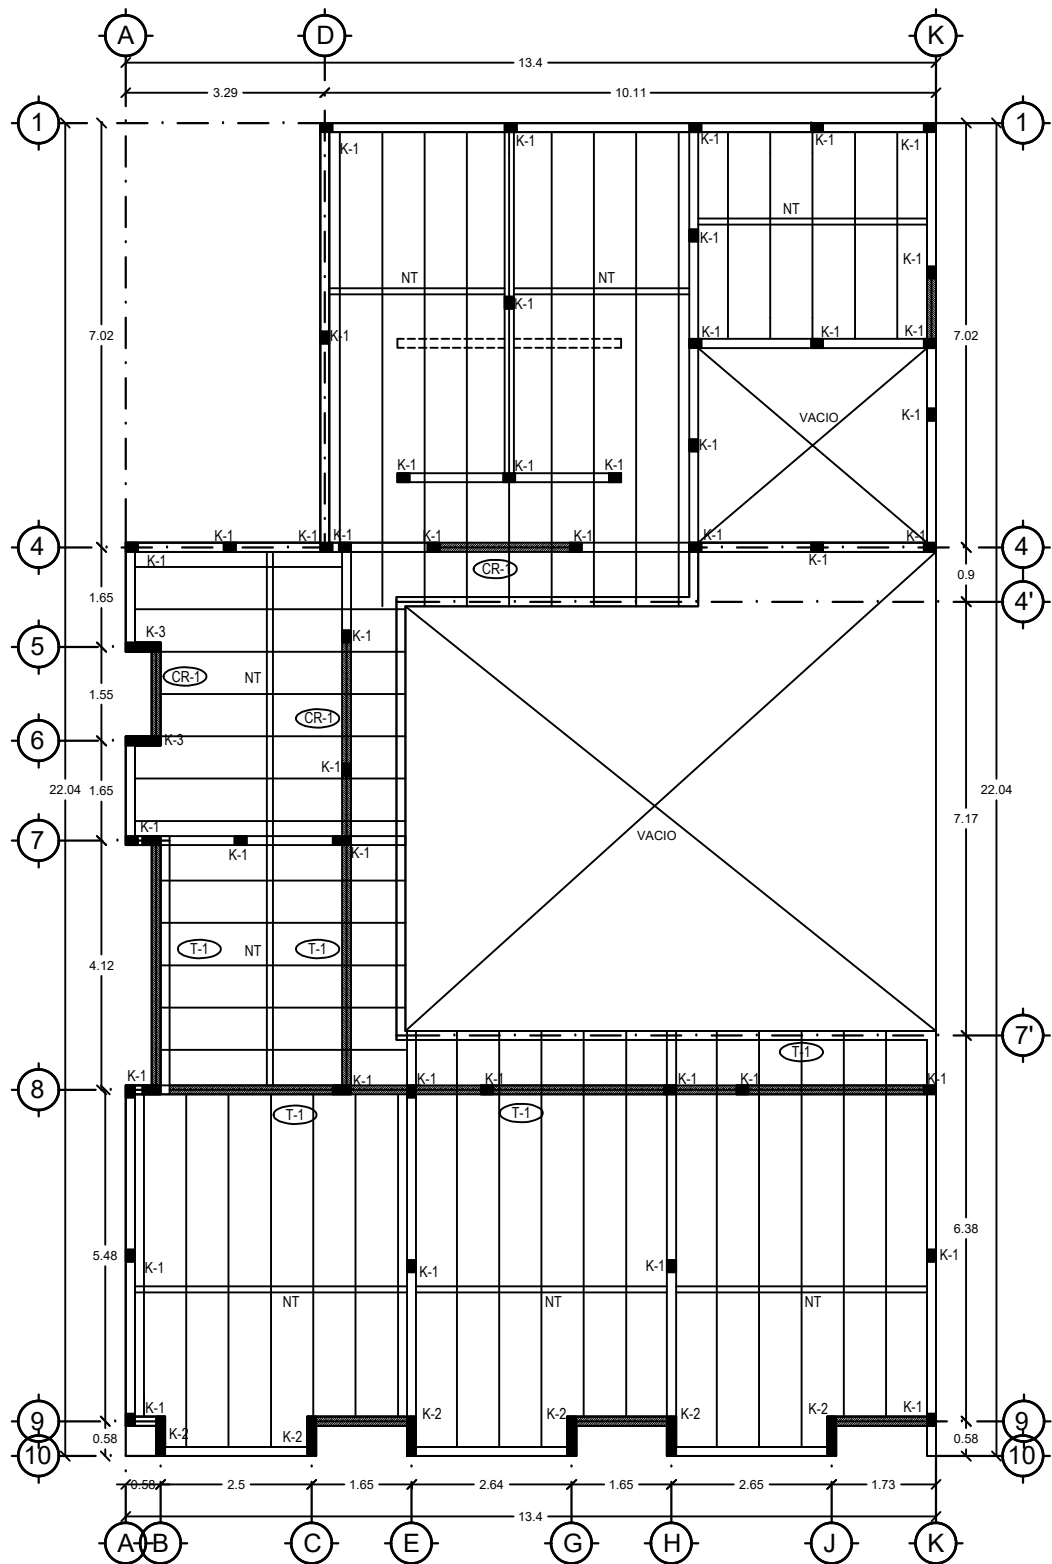 A D K
13.4
3.29 10.11
1 1
K-1 K-1 K-1 K-1 K-1
NT
K-1
K-1
NT NT
K-1
7.02 K-1 K-1 K-1 K-1 7.02
VACIO K-1
K-1
K-1 K-1 K-1
K-1 K-1 K-1 K-1 K-1 K-1
4 K-1 K-1 4
CR-1 0.9
1.65 4'
K-3 K-1
5
CR-1 NT
1.55 CR-1
6 K-3
K-1
22.04 1.65 22.04
7.17
K-1 VACIO
7 K-1 K-1
T-1 NT T-1
4.12
7'
T-1
K-1 K-1 K-1 K-1 K-1 K-1 K-1
8
T-1 T-1
6.38
5.48 K-1 K-1 K-1 K-1
NT NT NT
K-1 K-2 K-2 K-2 K-2 K-1
9 K-2 K-2 9
0.58 0.58
10 10
0.58 2.5 1.65 2.64 1.65 2.65 1.73
13.4
A B C E G H J K